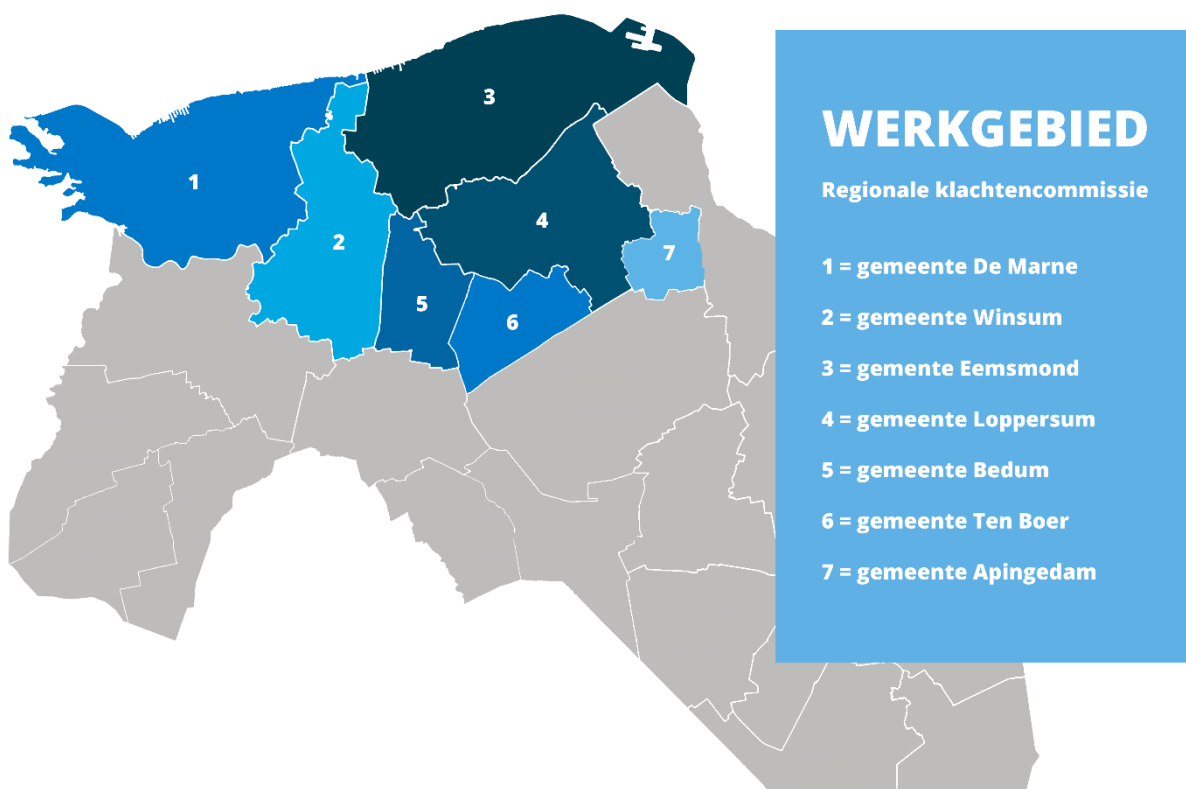 WERKGEBIED
Regionale klachtencommissie
1 = gemeente De Marne
2 = gemeente Winsum
3 = gemente Eemsmond
4 = gemeente Loppersum
5 = gemeente Bedum
6 = gemeente Ten Boer
7 = gemeente Apingedam
1
2
3
4
5
6
7